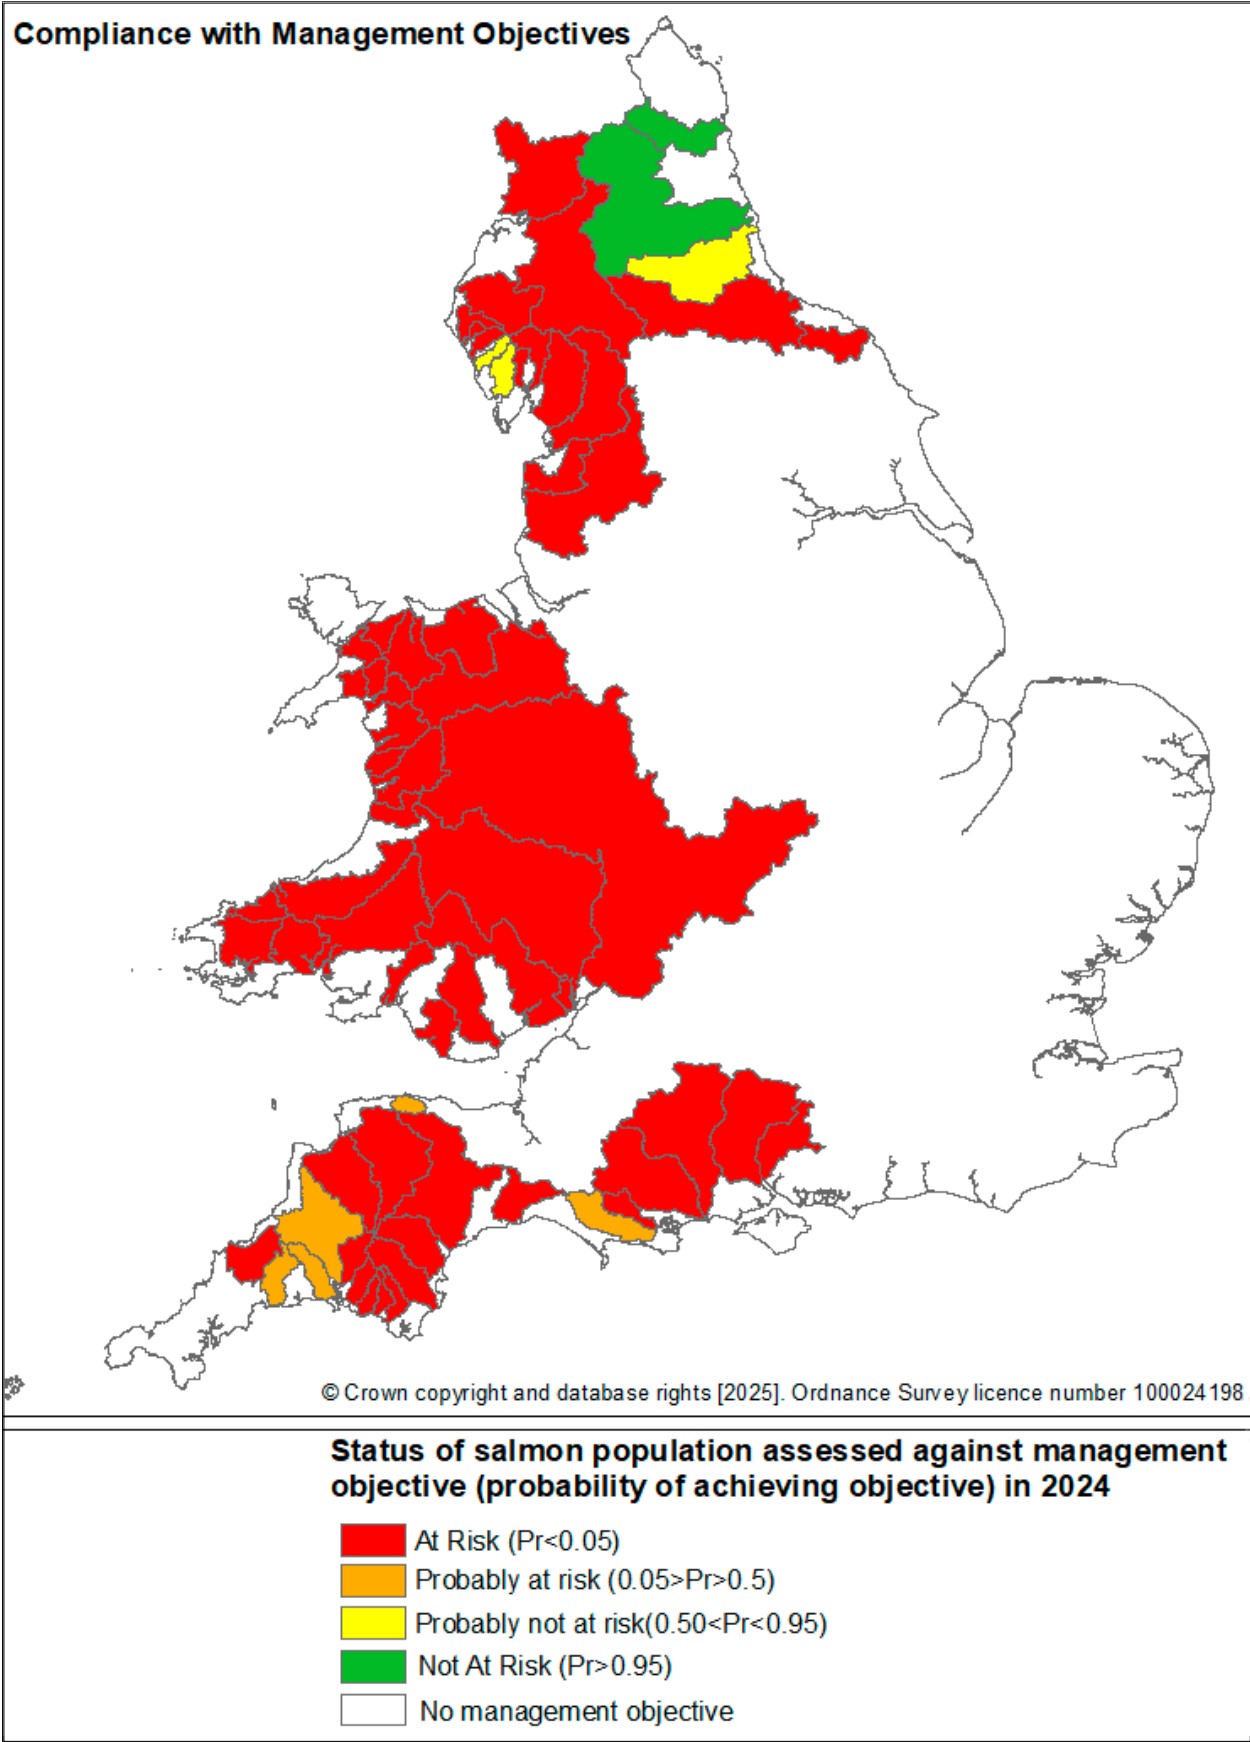 Compliance with Management Objectives
© Crown copyright and database rights [2025]. Ordnance Survey licence number 100024198
Status of salmon population assessed against management
objective (probability of achieving objective) in 2024
At Risk (Pr<0.05)
Probably at risk (0.05>Pr>0.5)
Probably not at risk(0.50<Pr<0.95)
Not At Risk (Pr>0.95)
No management objective